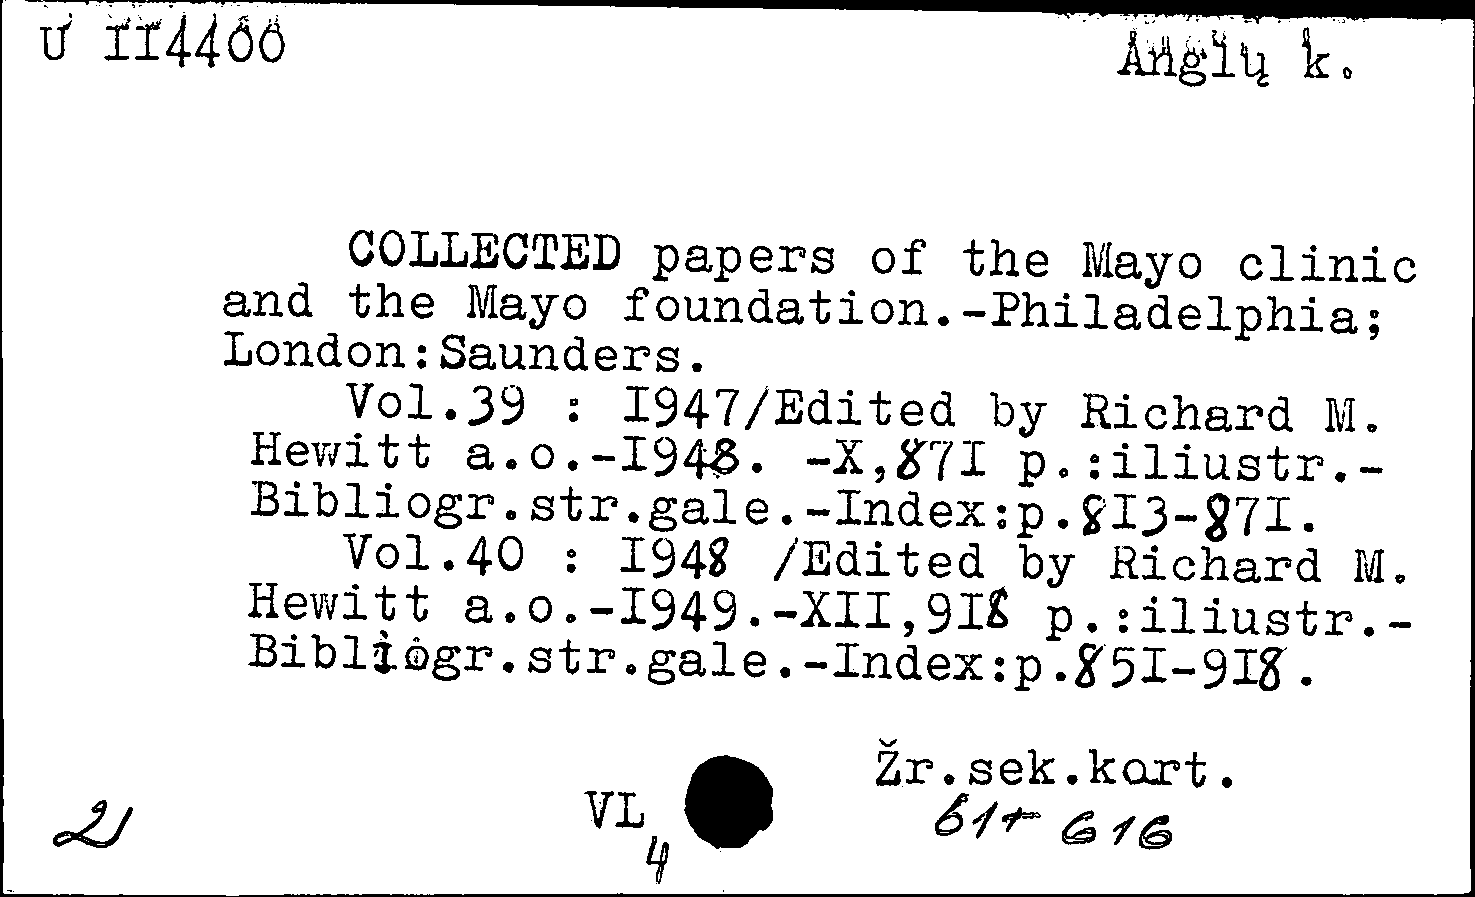 U II4400
Anglų k.
COLLECTED papers of the Mayo clinic
and the Mayo foundation.-Philadelphia;
London:Saunders.
Vol.39 : I947/Edited by Richard M.
Hewitt a.o.-I948. -X,87I p.:iliustr.-
Bibliogr.str.gale.-Index:p.8I3-87I.
Vol.40 : I948 /Edited by Richard M.
Hewitt a.o.-I949.-XII,9I8 p.:iliustr.-
Bibliogr.str.gale.-Index:p.85I-9I8.
Žr.sek.kart.
VL
61+616
21
4